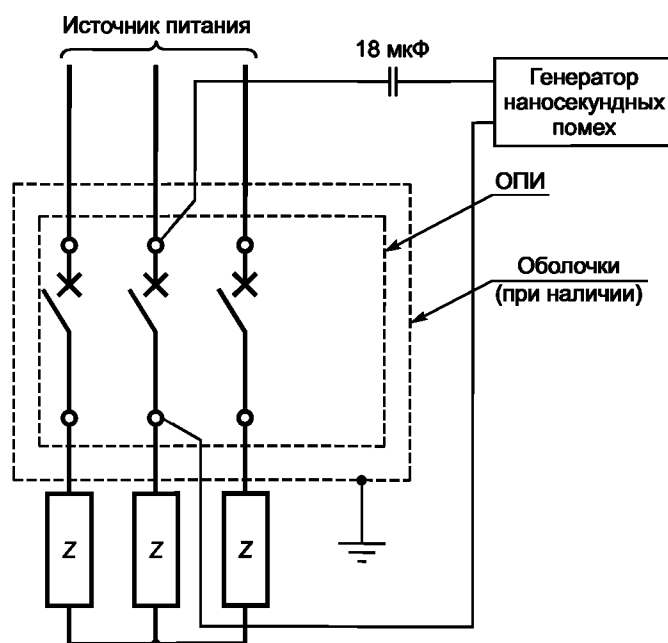 Источник питания
18 мкФ
Генератор
наносекундных
помех
ОПИ
Оболочки
(при наличии)
Z
Z
Z